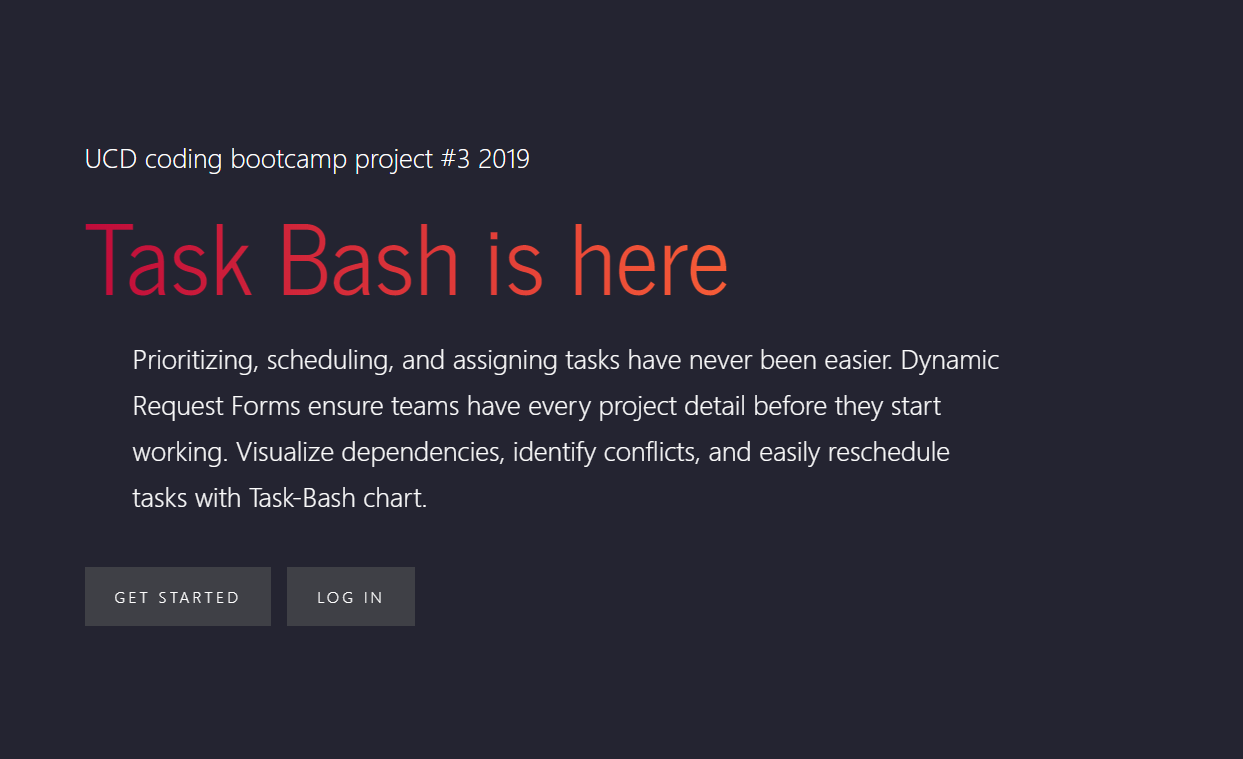 UCD coding bootcamp project #3 2019
Task Bash is here
Prioritizing, scheduling, and assigning tasks have never been easier. Dynamic
Request Forms ensure teams have every project detail before they start
working. Visualize dependencies, identify conflicts, and easily reschedule
tasks with Task-Bash chart.
GET STARTED LOG IN